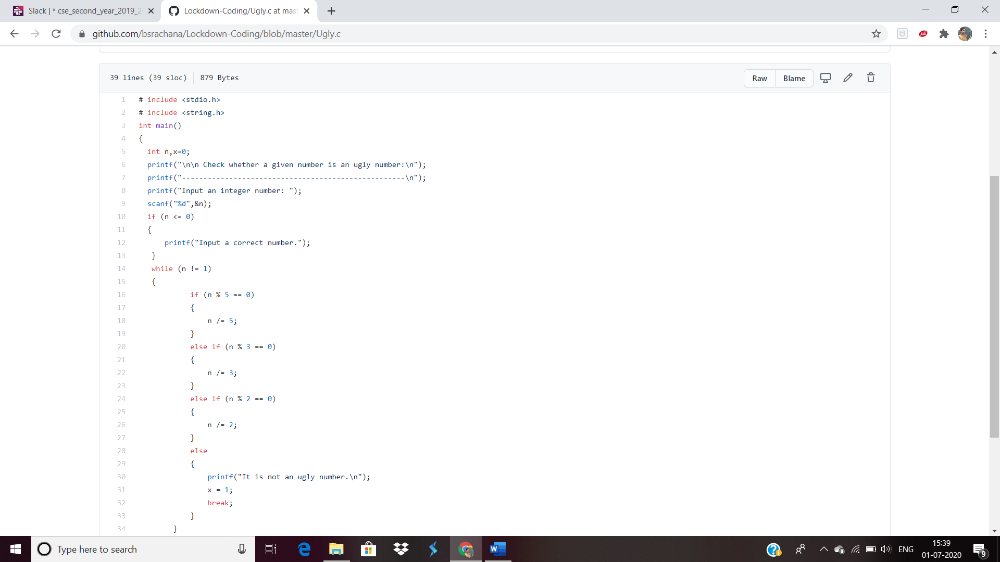 Slack | * cse_second_year_2019_2
Lockdown-Coding/Ugly.c at mas
github.com/bsrachana/Lockdown-Coding/blob/master/Ugly.c
Ask
39 lines (39 sloc) 879 Bytes
Raw Blame
1 # include <stdio.h>
2 # include <string.h>
3 int main()
4 {
5 int n,x=0;
6 printf("\n\n Check whether a given number is an ugly number:\n");
7 printf("----------------------------------------------------\n");
8 printf("Input an integer number: ");
9 scanf("%d",&n);
10 if (n <= 0)
11 {
12 printf("Input a correct number.");
13 }
14 while (n != 1)
15 {
16 if (n % 5 == 0)
17 {
18 n /= 5;
19 }
20 else if (n % 3 == 0)
21 {
22 n /= 3;
23 }
24 else if (n % 2 == 0)
25 {
26 n /= 2;
27 }
28 else
29 {
30 printf("It is not an ugly number.\n");
31 x = 1;
32 break;
33 }
34 }
Type here to search
ENG
15:39
01-07-2020
9